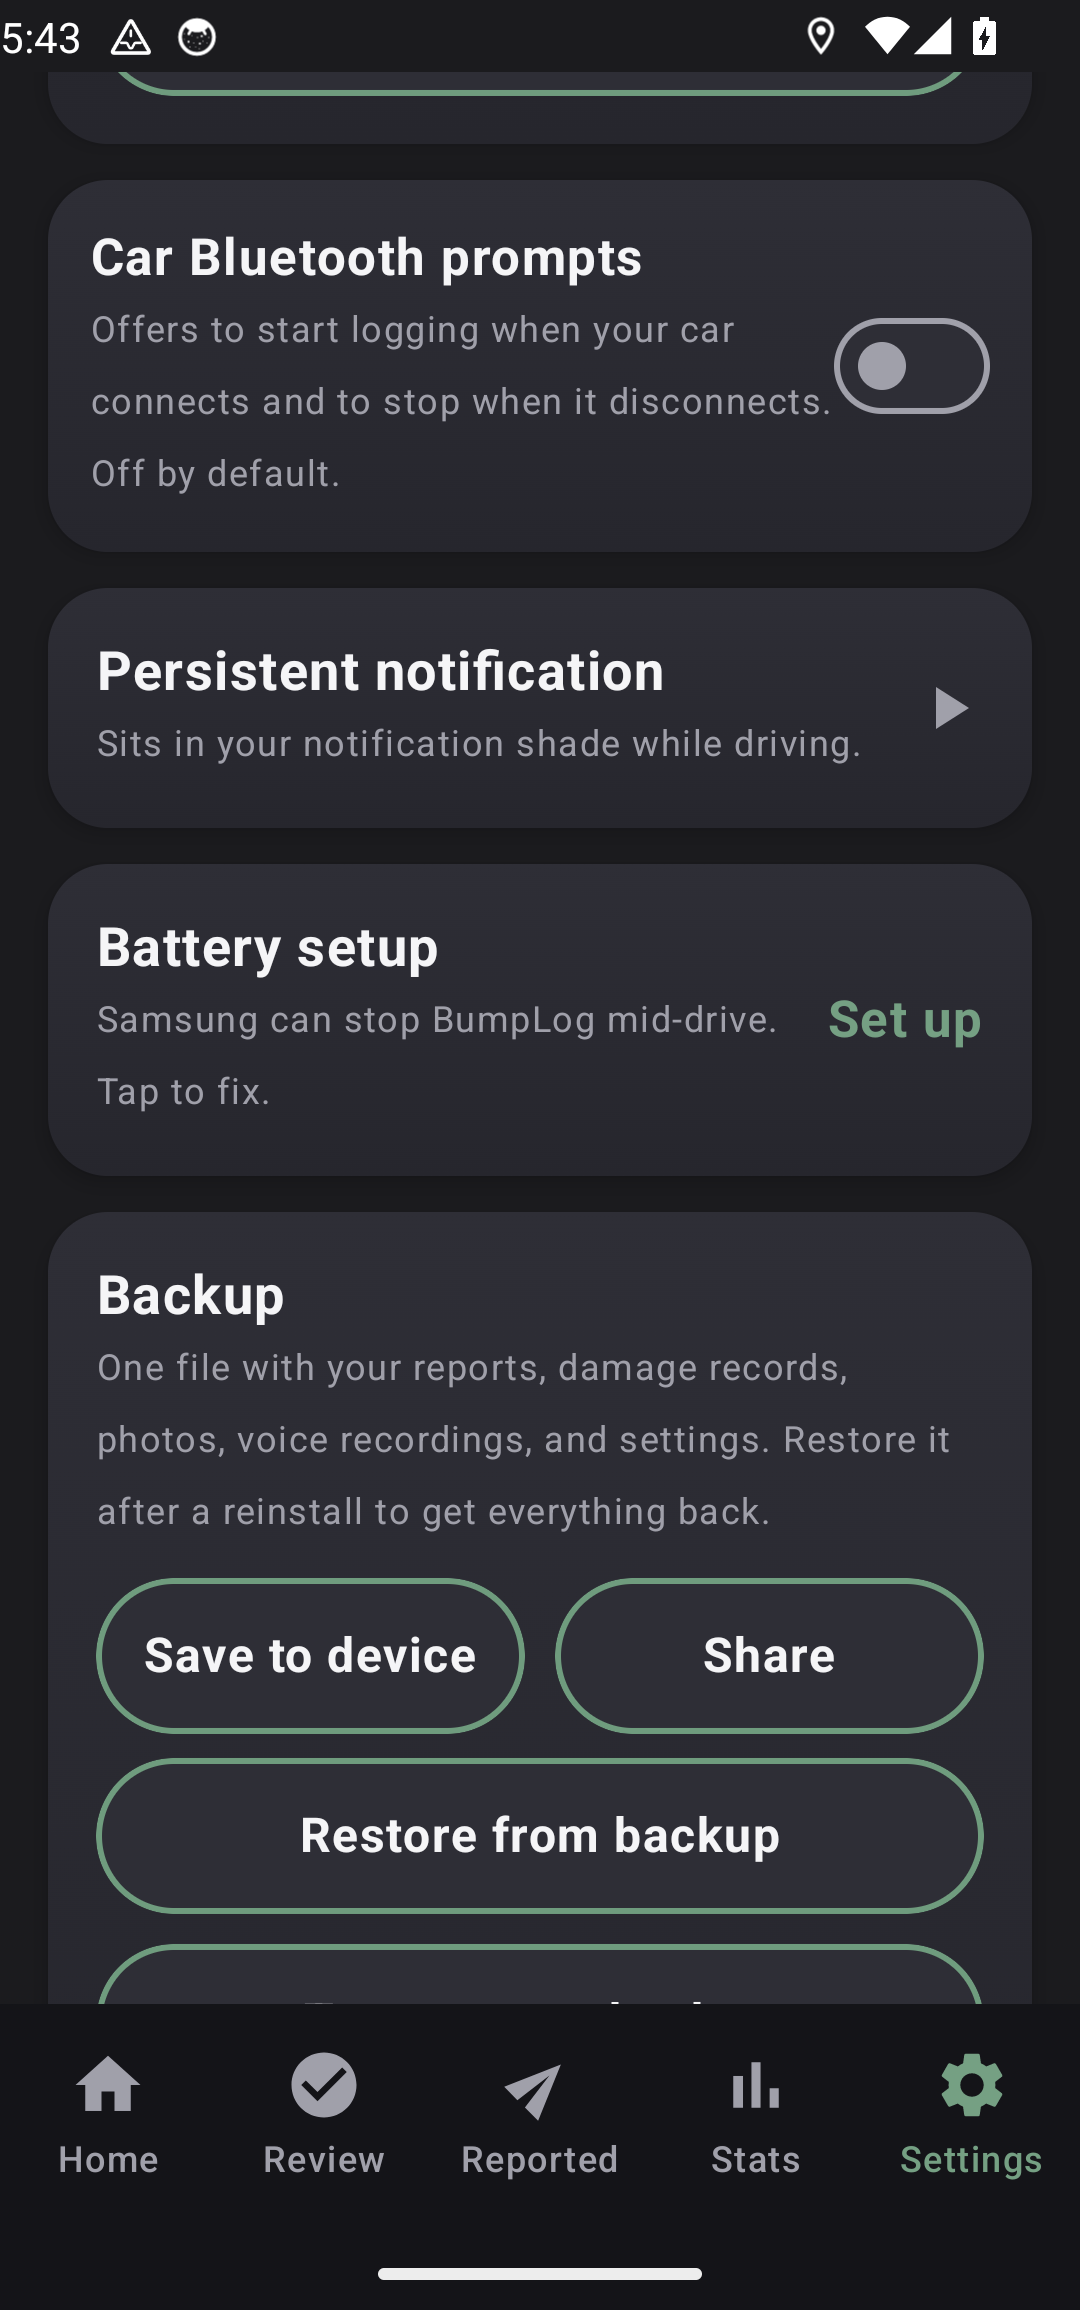 5:43
Car Bluetooth prompts
Offers to start logging when your car
connects and to stop when it disconnects.
Off by default.
Persistent notification
Sits in your notification shade while driving.
Battery setup
Samsung can stop BumpLog mid-drive.
Tap to fix.
Set up
Backup
One file with your reports, damage records,
photos, voice recordings, and settings. Restore it
after a reinstall to get everything back.
Save to device
Share
Restore from backup
Home
Review
Reported
Stats
Settings